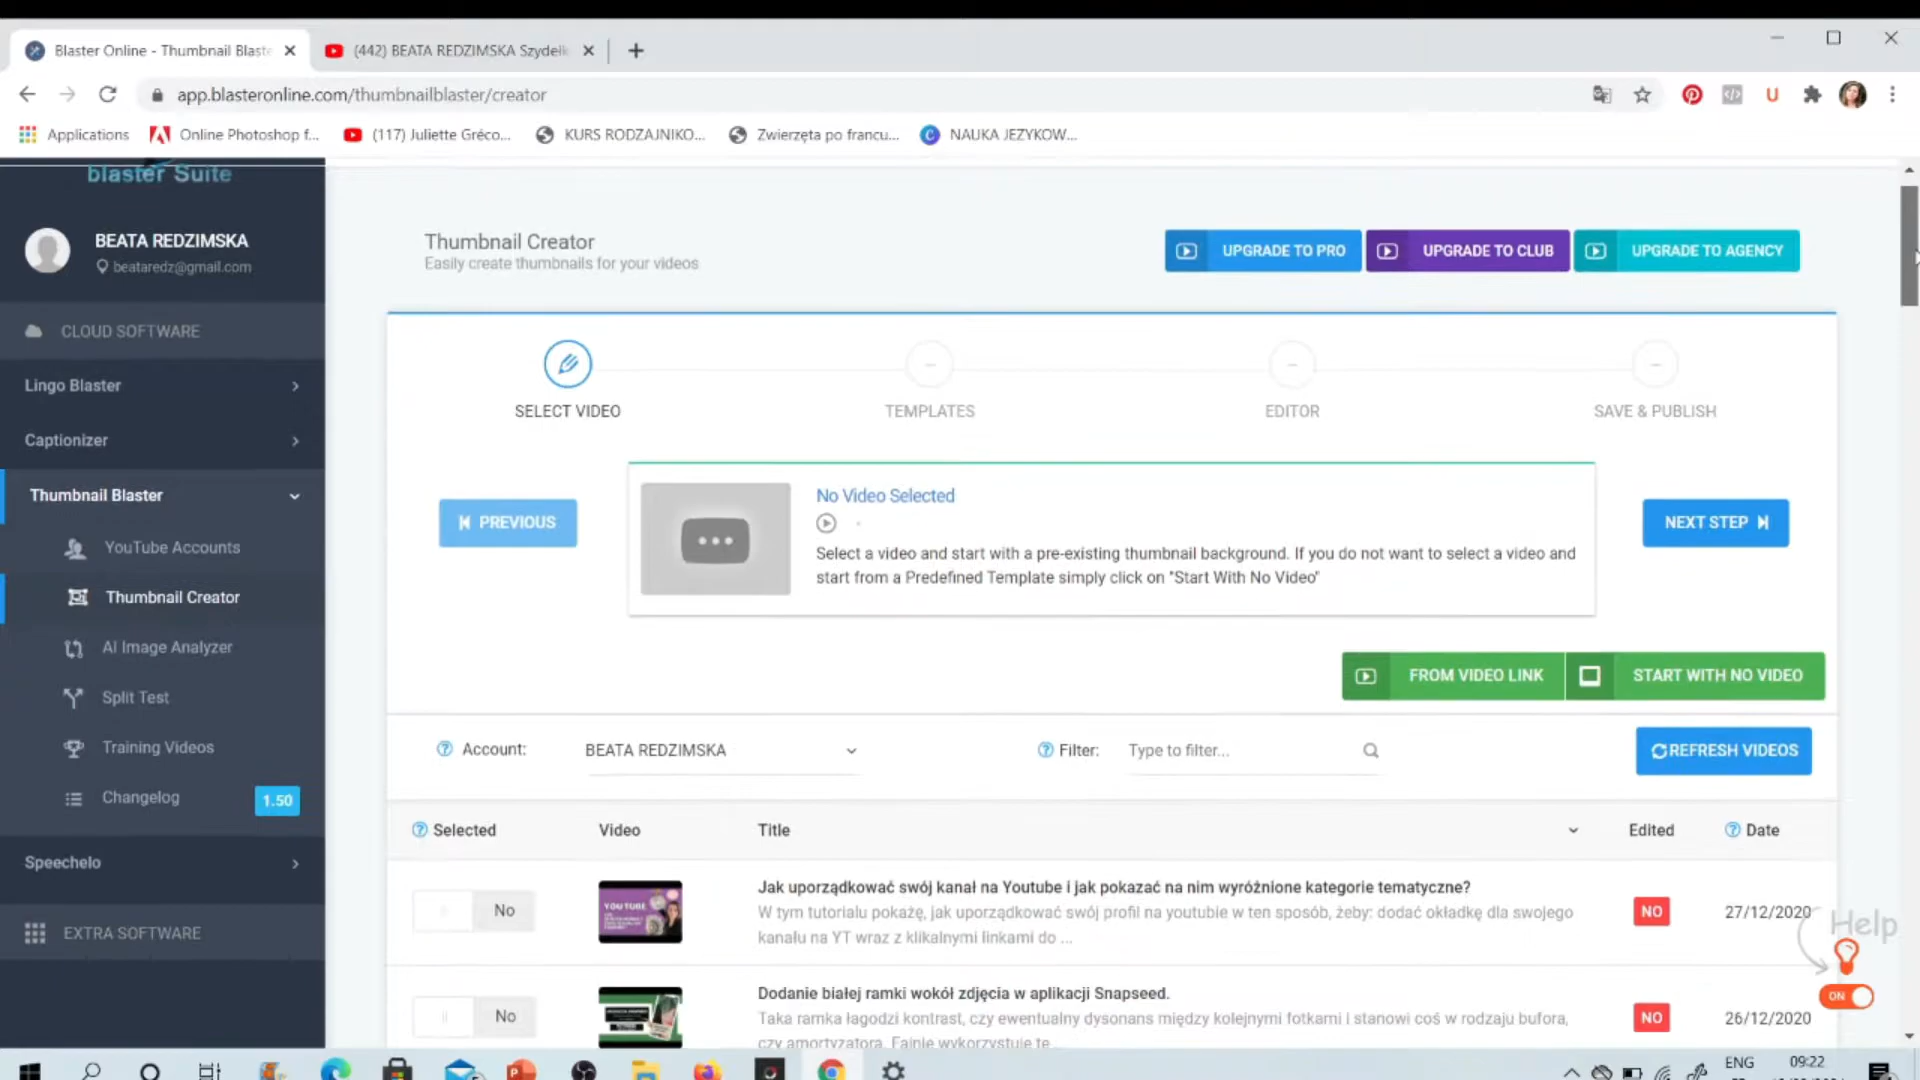 Blaster Online - Thumbnail Blaste
(442) BEATA REDZIMSKA Szydełk
app.blasteronline.com/thumbnailblaster/creator
Applications
Online Photoshop f...
(117) Juliette Gréco...
KURS RODZAJNIKO...
Zwierzęta po francu...
NAUKA JEZYKOW...
blaster Suite
BEATA REDZIMSKA
beataredz@gmail.com
CLOUD SOFTWARE
Lingo Blaster
Captionizer
Thumbnail Blaster
YouTube Accounts
Thumbnail Creator
AI Image Analyzer
Split Test
Training Videos
Changelog
1.50
Speechelo
EXTRA SOFTWARE
Thumbnail Creator
Easily create thumbnails for your videos
UPGRADE TO PRO
UPGRADE TO CLUB
UPGRADE TO AGENCY
SELECT VIDEO
TEMPLATES
EDITOR
SAVE & PUBLISH
PREVIOUS
No Video Selected
Select a video and start with a pre-existing thumbnail background. If you do not want to select a video and
start from a Predefined Template simply click on "Start With No Video"
NEXT STEP
FROM VIDEO LINK
START WITH NO VIDEO
Account:
BEATA REDZIMSKA
Filter:
Type to filter...
REFRESH VIDEOS
Selected
Video
Title
Edited
Date
No
YOUTUBE
Jak uporządkować swój kanał na Youtube i jak pokazać na nim wyróżnione kategorie tematyczne?
W tym tutorialu pokażę, jak uporządkować swój profil na youtubie w ten sposób, żeby: dodać okładkę dla swojego
kanału na YT wraz z klikalnymi linkami do ...
NO
27/12/2020
Help
ON
No
Dodanie białej ramki wokół zdjęcia w aplikacji Snapseed.
Taka ramka łagodzi kontrast, czy ewentualny dysonans między kolejnymi fotkami i stanowi coś w rodzaju bufora,
czy amortyzatora. Fajnie wykorzystuje te ...
NO
26/12/2020
ENG
09:22